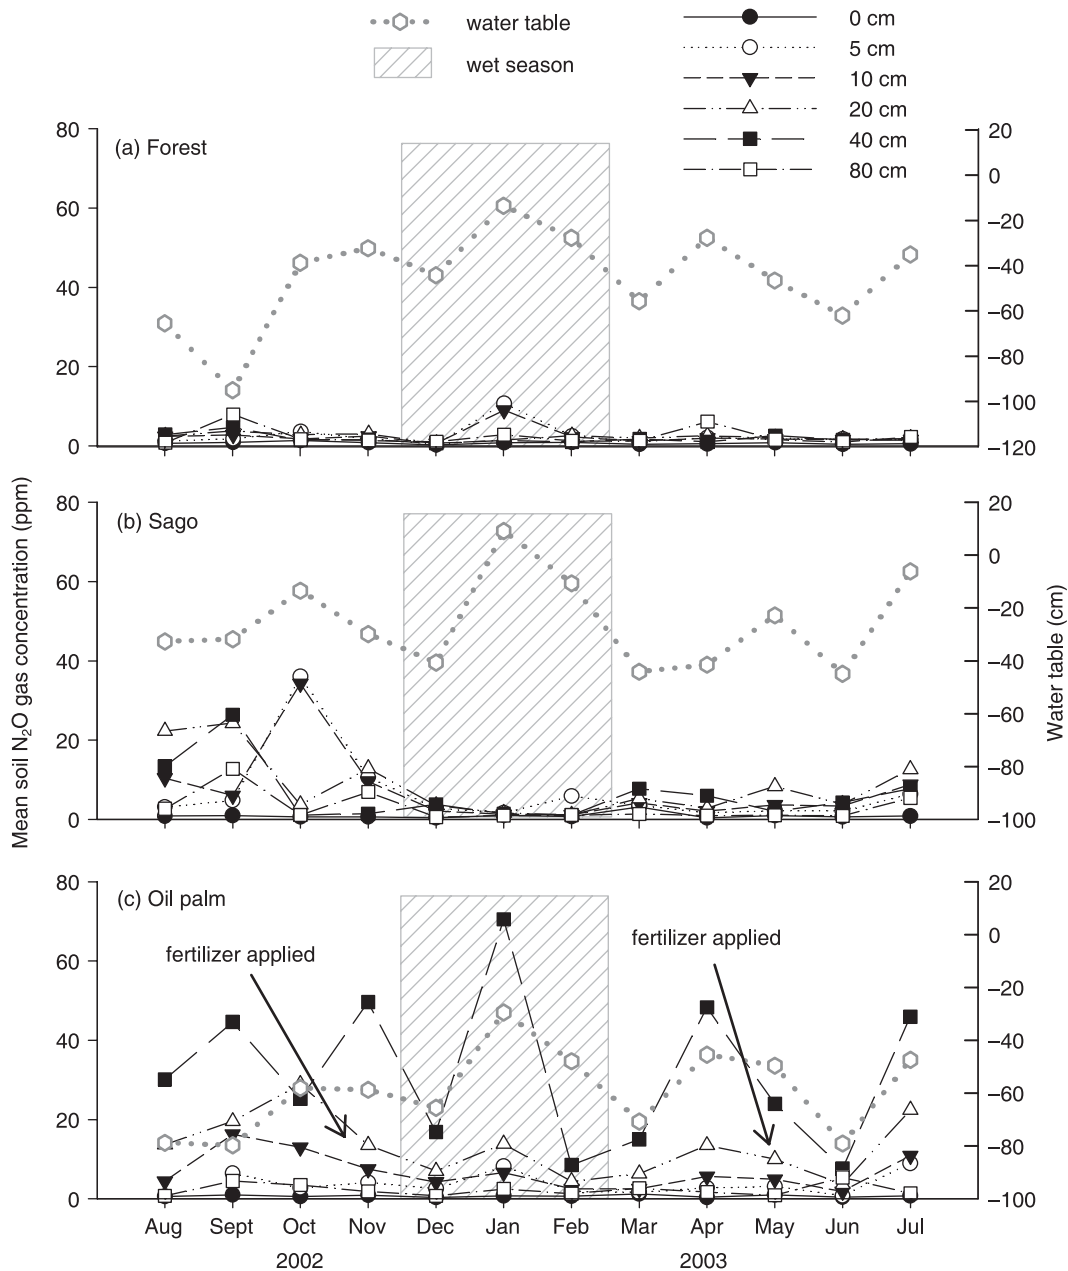 water table
wet season
0 cm
5 cm
10 cm
20 cm
40 cm
80 cm
(a) Forest
80
60
40
20
0
20
0
−20
−40
−60
−80
−100
−120
(b) Sago
80
60
40
20
0
20
0
−20
−40
−60
−80
−100
(c) Oil palm
fertilizer applied
fertilizer applied
80
60
40
20
0
20
0
−20
−40
−60
−80
−100
Mean soil N₂O gas concentration (ppm)
Water table (cm)
Aug Sept Oct Nov Dec Jan Feb Mar Apr May Jun Jul
2002 2003